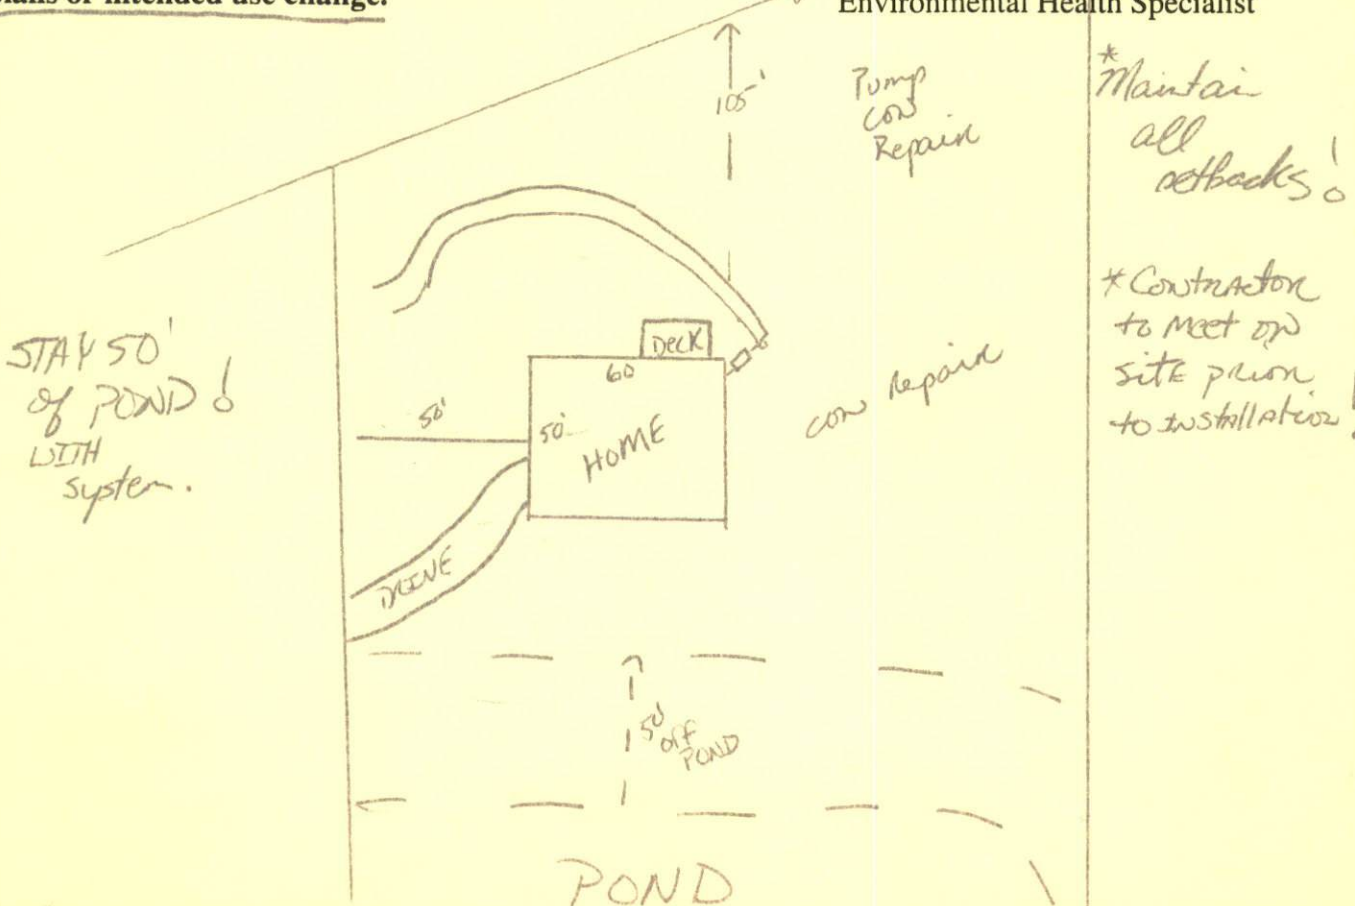 plans or intended use change.
Environmental Health Specialist
105'
Pump
CON
Repair
*Maintain
all
setbacks!
STAY 50'
of POND!
WITH
system.
DECK
60
50'
50'
HOME
CON Repair
*Contractor
to meet on
site prior
to installation!
DRIVE
50'
off
POND
POND